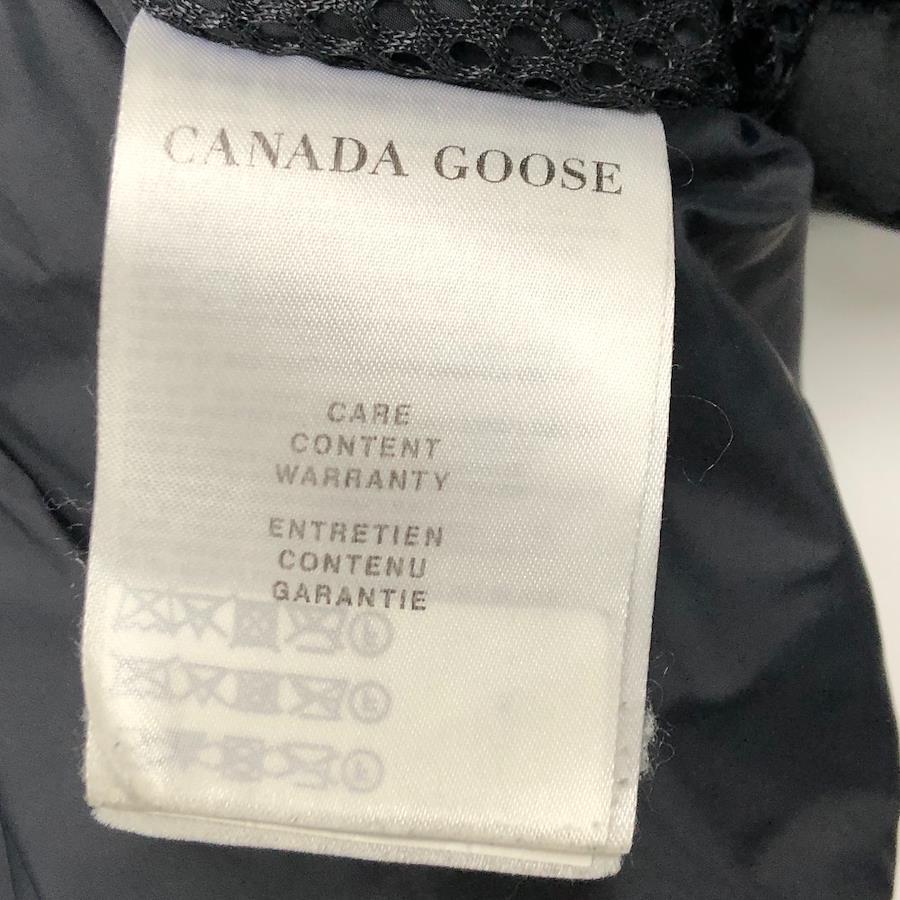 CANADA GOOSE
CARE
CONTENT
WARRANTY
ENTRETIEN
CONTENU
GARANTIE